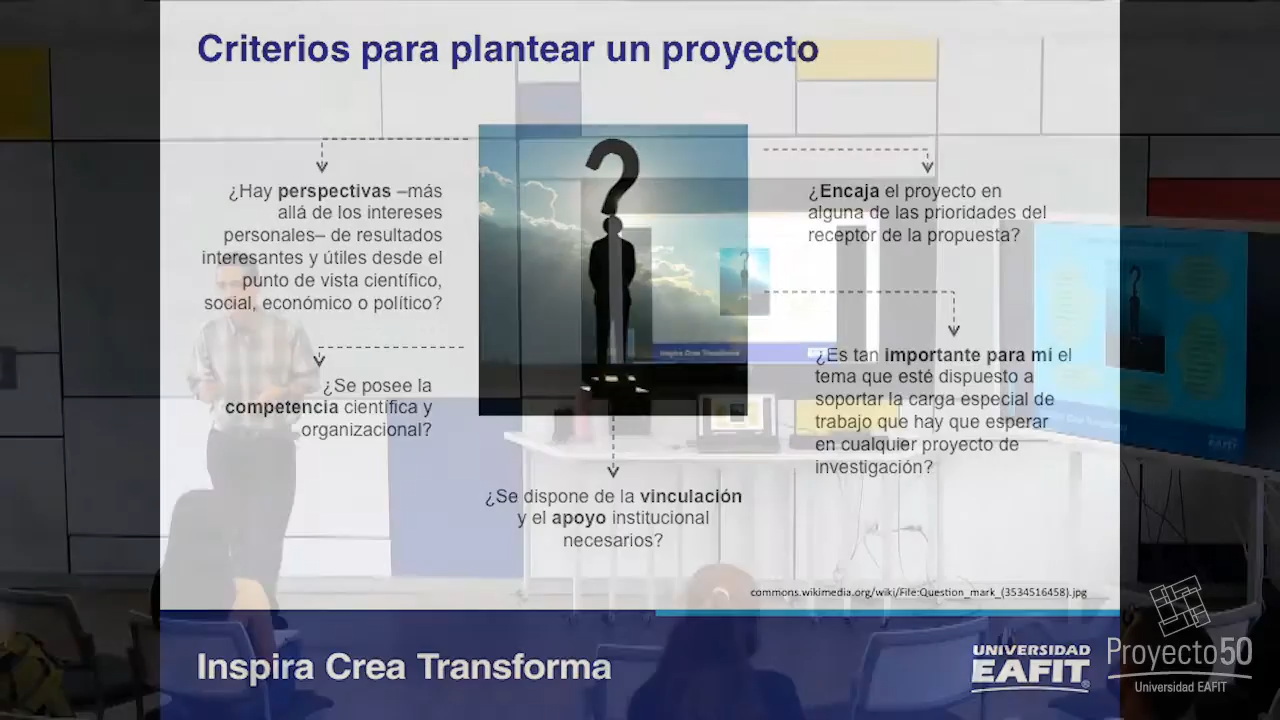 Criterios para plantear un proyecto
¿Hay perspectivas –más
allá de los intereses
personales– de resultados
interesantes y útiles desde el
punto de vista científico,
social, económico o político?
¿Se posee la
competencia científica y
organizacional?
¿Se dispone de la vinculación
y el apoyo institucional
necesarios?
¿Encaja el proyecto en
alguna de las prioridades del
receptor de la propuesta?
¿Es tan importante para mí el
tema que esté dispuesto a
soportar la carga especial de
trabajo que hay que esperar
en cualquier proyecto de
investigación?
commons.wikimedia.org/wiki/File:Question_mark_(3534516458).jpg
Inspira Crea Transforma
UNIVERSIDAD
EAFIT®
Proyecto50
Universidad EAFIT
Inspira Crea Transforma
EAFIT